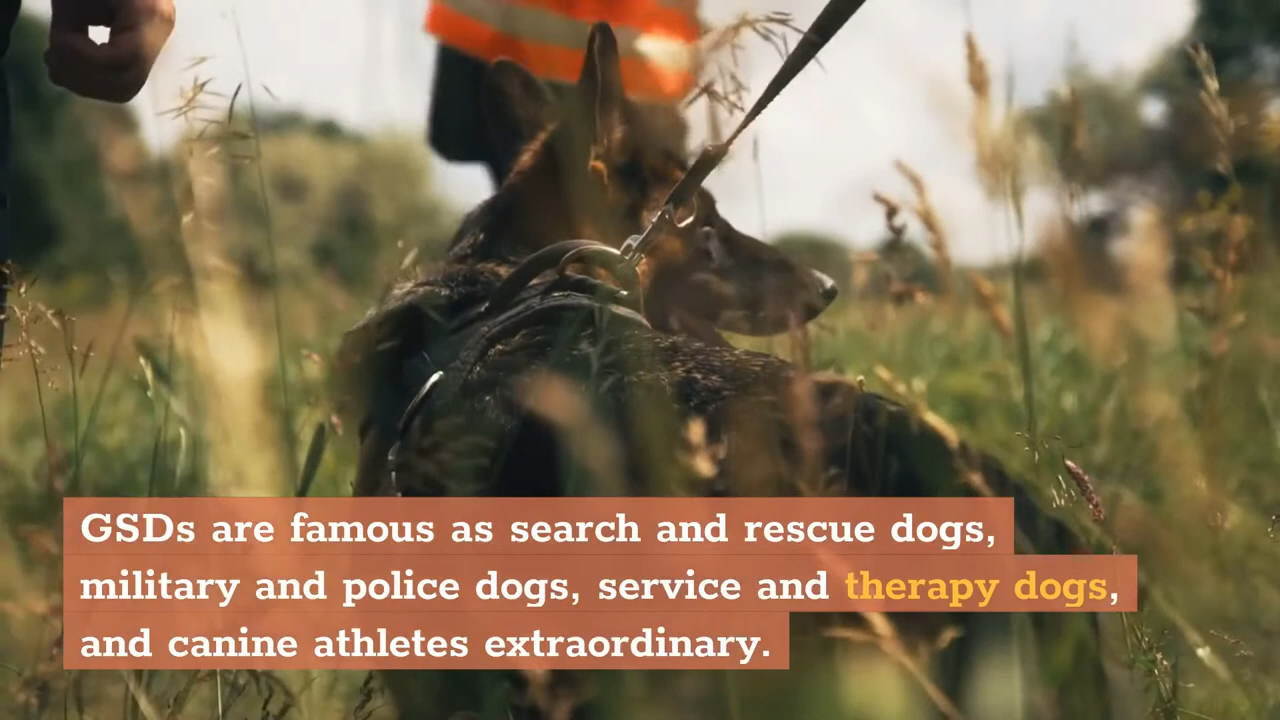 GSDs are famous as search and rescue dogs,
military and police dogs, service and therapy dogs,
and canine athletes extraordinary.